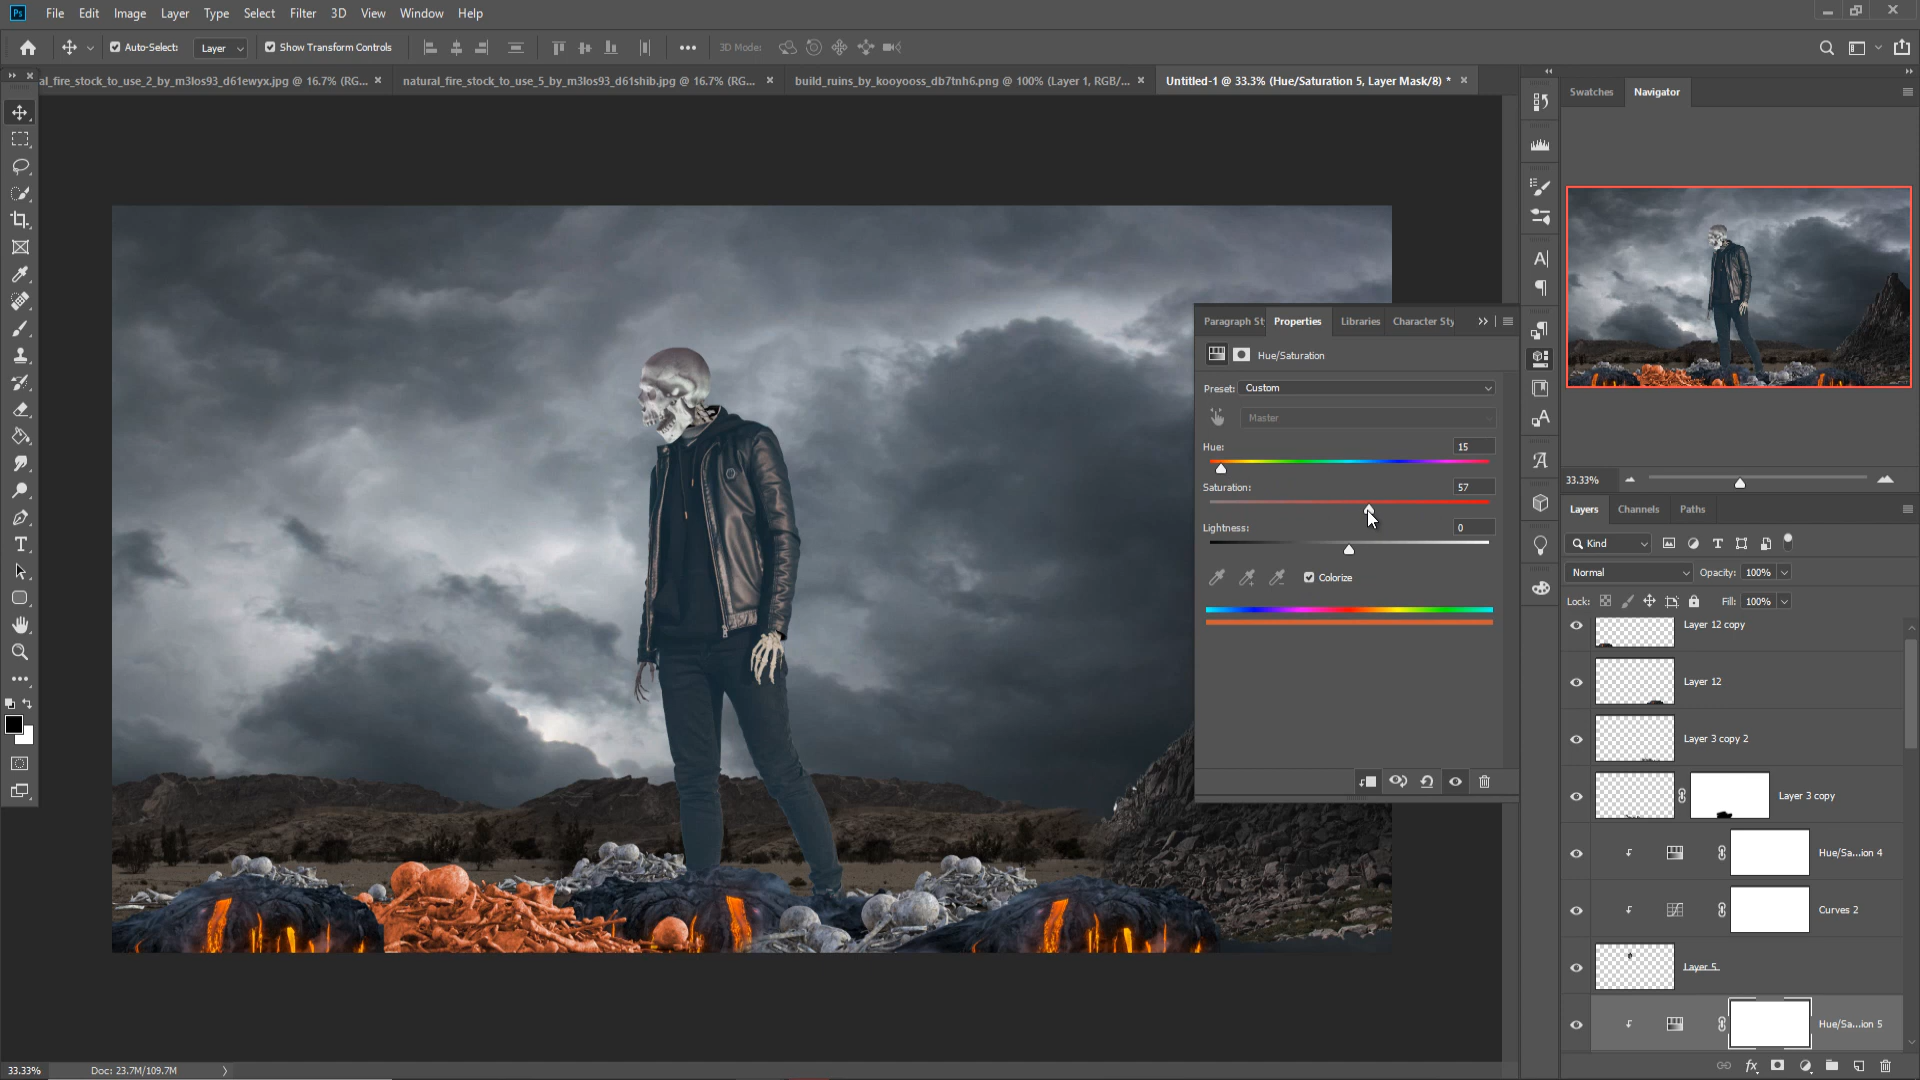 Ps File Edit Image Layer Type Select Filter 3D View Window Help
Auto-Select: Layer Show Transform Controls 3D Mode:
al_fire_stock_to_use_2_by_m3los93_d61ewyx.jpg @ 16.7% (RG... natural_fire_stock_to_use_5_by_m3los93_d61shib.jpg @ 16.7% (RG... build_ruins_by_kooyooss_db7tnh6.png @ 100% (Layer 1, RGB/... Untitled-1 @ 33.3% (Hue/Saturation 5, Layer Mask/8) *
Swatches Navigator
Paragraph St Properties Libraries Character Sty
Hue/Saturation
Preset: Custom
Master
Hue: 15
Saturation: 57
Lightness: 0
Colorize
33.33%
Layers Channels Paths
Kind
Normal Opacity: 100%
Lock: Fill: 100%
Layer 12 copy
Layer 12
Layer 3 copy 2
Layer 3 copy
Hue/Sa...ion 4
Curves 2
Layer 5
Hue/Sa...ion 5
33.33% Doc: 23.7M/109.7M